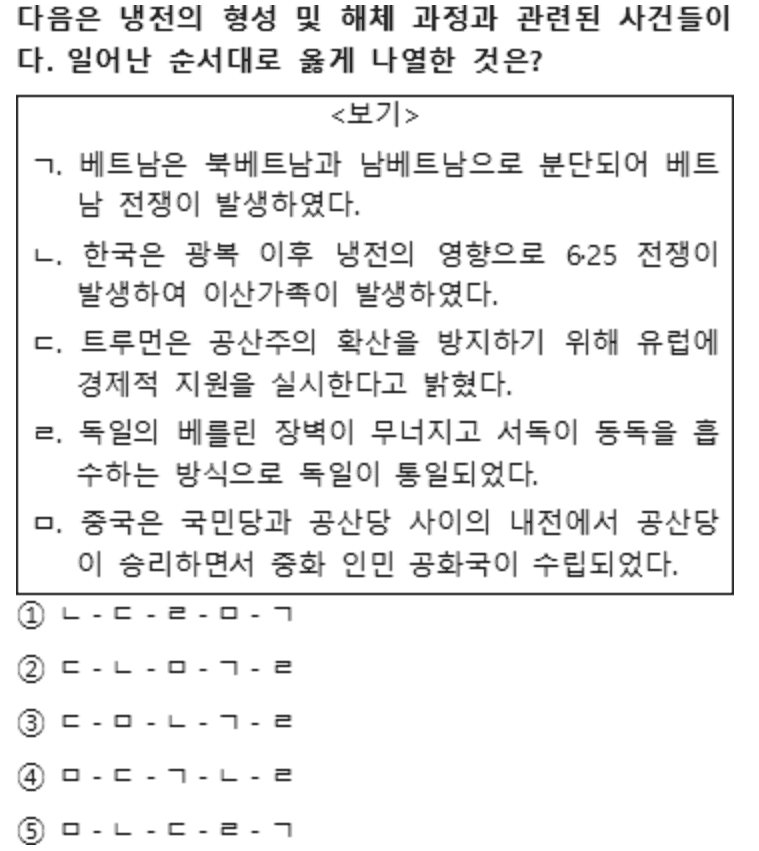 다음은 냉전의 형성 및 해체 과정과 관련된 사건들이
다. 일어난 순서대로 옳게 나열한 것은?
<보기>
ㄱ. 베트남은 북베트남과 남베트남으로 분단되어 베트
남 전쟁이 발생하였다.
ㄴ. 한국은 광복 이후 냉전의 영향으로 6·25 전쟁이
발생하여 이산가족이 발생하였다.
ㄷ. 트루먼은 공산주의 확산을 방지하기 위해 유럽에
경제적 지원을 실시한다고 밝혔다.
ㄹ. 독일의 베를린 장벽이 무너지고 서독이 동독을 흡
수하는 방식으로 독일이 통일되었다.
ㅁ. 중국은 국민당과 공산당 사이의 내전에서 공산당
이 승리하면서 중화 인민 공화국이 수립되었다.
① ㄴ - ㄷ - ㄹ - ㅁ - ㄱ
② ㄷ - ㄴ - ㅁ - ㄱ - ㄹ
③ ㄷ - ㅁ - ㄴ - ㄱ - ㄹ
④ ㅁ - ㄷ - ㄱ - ㄴ - ㄹ
⑤ ㅁ - ㄴ - ㄷ - ㄹ - ㄱ